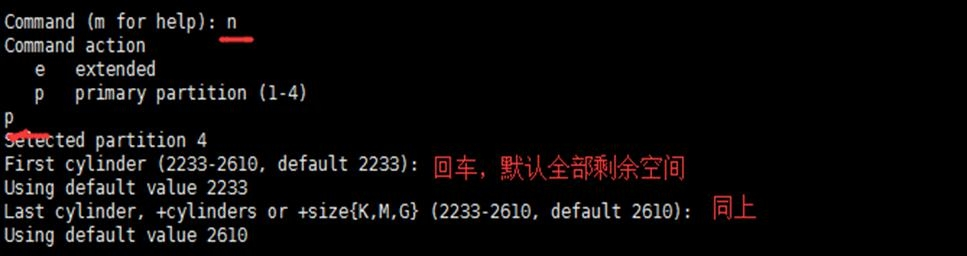 Command (m for help): n
Command action
e   extended
p   primary partition (1-4)
p
Selected partition 4
First cylinder (2233-2610, default 2233): 回车，默认全部剩余空间
Using default value 2233
Last cylinder, +cylinders or +size{K,M,G} (2233-2610, default 2610): 同上
Using default value 2610